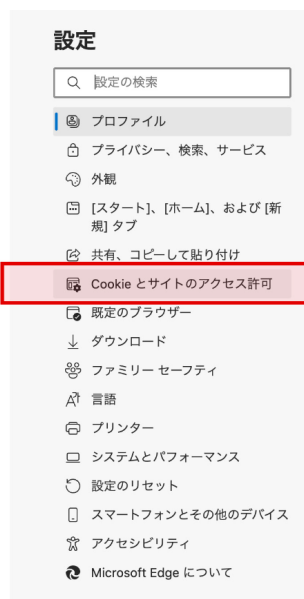 設定
設定の検索
プロファイル
プライバシー、検索、サービス
外観
[スタート]、[ホーム]、および [新
規] タブ
共有、コピーして貼り付け
Cookie とサイトのアクセス許可
既定のブラウザー
ダウンロード
ファミリー セーフティ
言語
プリンター
システムとパフォーマンス
設定のリセット
スマートフォンとその他のデバイス
アクセシビリティ
Microsoft Edge について